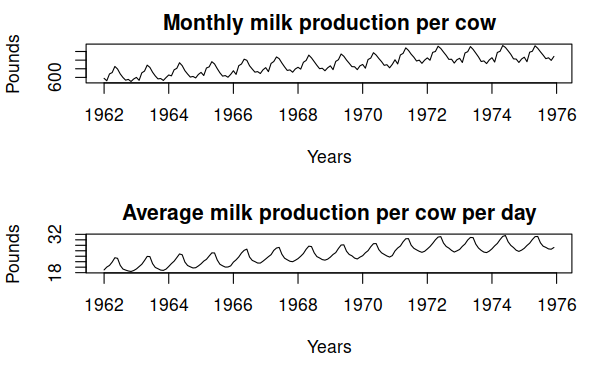 Monthly milk production per cow
Pounds
600
1962 1964 1966 1968 1970 1972 1974 1976
Years
Average milk production per cow per day
Pounds
32
18
1962 1964 1966 1968 1970 1972 1974 1976
Years